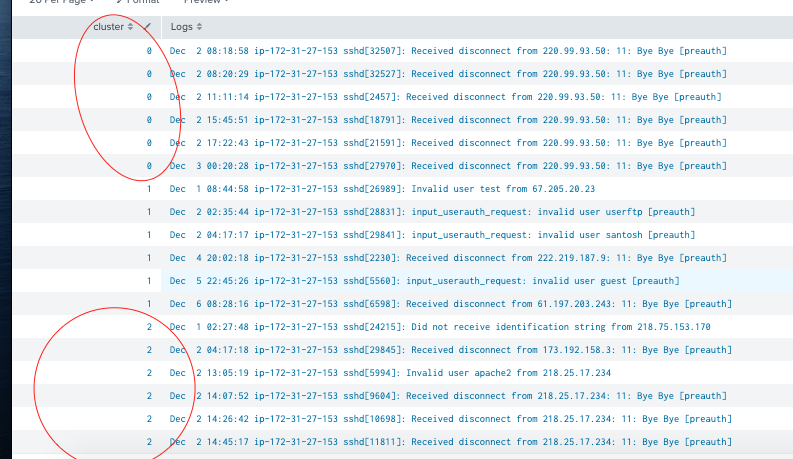 20 Per Page Format Preview
cluster Logs
0 Dec 2 08:18:58 ip-172-31-27-153 sshd[32507]: Received disconnect from 220.99.93.50: 11: Bye Bye [preauth]
0 Dec 2 08:20:29 ip-172-31-27-153 sshd[32527]: Received disconnect from 220.99.93.50: 11: Bye Bye [preauth]
0 Dec 2 11:11:14 ip-172-31-27-153 sshd[2457]: Received disconnect from 220.99.93.50: 11: Bye Bye [preauth]
0 Dec 2 15:45:51 ip-172-31-27-153 sshd[18791]: Received disconnect from 220.99.93.50: 11: Bye Bye [preauth]
0 Dec 2 17:22:43 ip-172-31-27-153 sshd[21591]: Received disconnect from 220.99.93.50: 11: Bye Bye [preauth]
0 Dec 3 00:20:28 ip-172-31-27-153 sshd[27970]: Received disconnect from 220.99.93.50: 11: Bye Bye [preauth]
1 Dec 1 08:44:58 ip-172-31-27-153 sshd[26989]: Invalid user test from 67.205.20.23
1 Dec 2 02:35:44 ip-172-31-27-153 sshd[28831]: input_userauth_request: invalid user userftp [preauth]
1 Dec 2 04:17:17 ip-172-31-27-153 sshd[29841]: input_userauth_request: invalid user santosh [preauth]
1 Dec 4 20:02:18 ip-172-31-27-153 sshd[2230]: Received disconnect from 222.219.187.9: 11: Bye Bye [preauth]
1 Dec 5 22:45:26 ip-172-31-27-153 sshd[5560]: input_userauth_request: invalid user guest [preauth]
1 Dec 6 08:28:16 ip-172-31-27-153 sshd[6598]: Received disconnect from 61.197.203.243: 11: Bye Bye [preauth]
2 Dec 1 02:27:48 ip-172-31-27-153 sshd[24215]: Did not receive identification string from 218.75.153.170
2 Dec 2 04:17:18 ip-172-31-27-153 sshd[29845]: Received disconnect from 173.192.158.3: 11: Bye Bye [preauth]
2 Dec 2 13:05:19 ip-172-31-27-153 sshd[5994]: Invalid user apache2 from 218.25.17.234
2 Dec 2 14:07:52 ip-172-31-27-153 sshd[9604]: Received disconnect from 218.25.17.234: 11: Bye Bye [preauth]
2 Dec 2 14:26:42 ip-172-31-27-153 sshd[10698]: Received disconnect from 218.25.17.234: 11: Bye Bye [preauth]
2 Dec 2 14:45:17 ip-172-31-27-153 sshd[11811]: Received disconnect from 218.25.17.234: 11: Bye Bye [preauth]